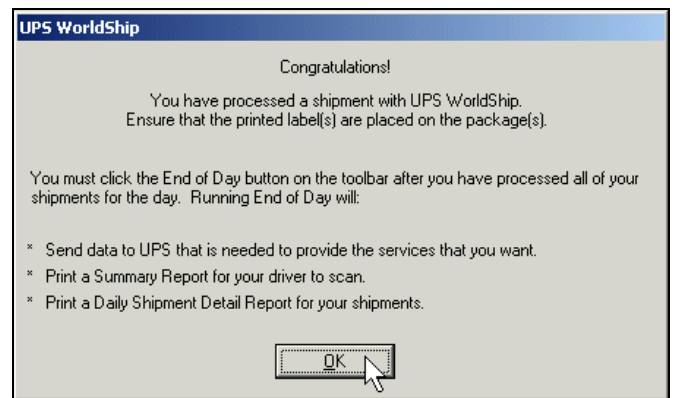 UPS WorldShip
Congratulations!
You have processed a shipment with UPS WorldShip.
Ensure that the printed label(s) are placed on the package(s).
You must click the End of Day button on the toolbar after you have processed all of your
shipments for the day.  Running End of Day will:
* Send data to UPS that is needed to provide the services that you want.
* Print a Summary Report for your driver to scan.
* Print a Daily Shipment Detail Report for your shipments.
OK